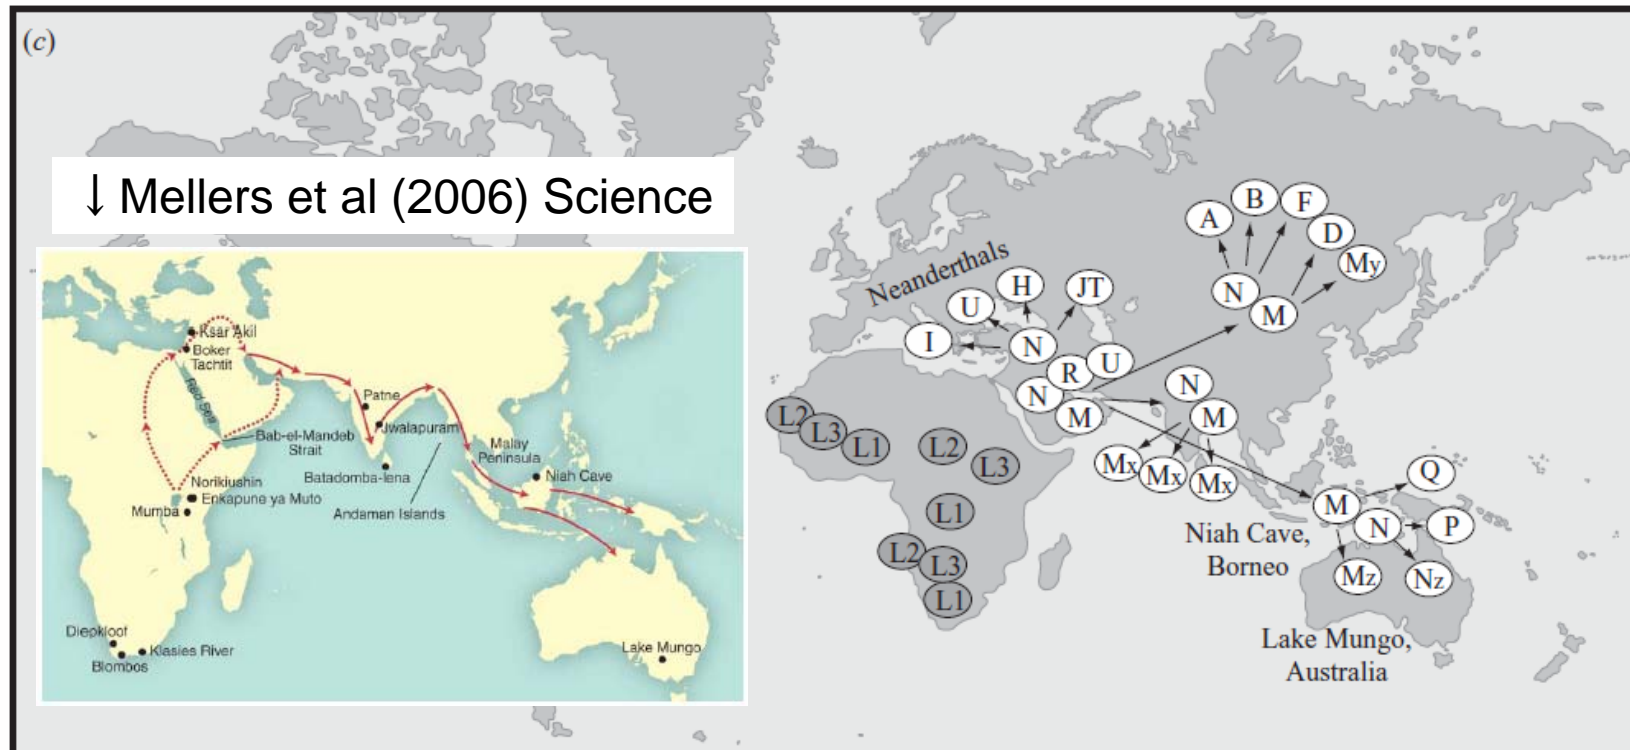 (c)
↓ Mellers et al (2006) Science
Ksar Akil
Boker
Tachtit
Red Sea
Bab-el-Mandeb
Strait
Norikiushin
Enkapune ya Muto
Mumba
Diepkloof
Blombos
Klasies River
Patne
Jwalapuram
Batadomba-lena
Andaman Islands
Malay
Peninsula
Niah Cave
Lake Mungo
Neanderthals
I
U
H
JT
N
R
U
N
M
A
B
F
D
My
N
M
N
M
Mx
Mx
Mx
L2
L3
L1
L2
L3
L1
L2
L3
L1
M
N
Q
P
Mz
Nz
Niah Cave,
Borneo
Lake Mungo,
Australia